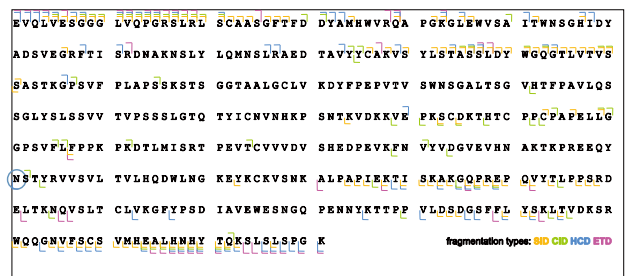 EVQLVESGGG LVQPGRSLRL SCAASGFTFD DYAMHWVRQA PGKGLEWVSA ITWNSGHIDY
ADSVEGRFTI SRDNAKNSLY LQMNSLRAED TAVYYCAKVS YLSTASSLDY WGQGTLVTVS
SASTKGPSVF PLAPSSKSTS GGTAALGCLV KDYFPEPVTV SWNSGALTSG VHTFPAVLQS
SGLYSLSSVV TVPSSSLGTQ TYICNVNHKP SNTKVDKKVE PKSCDKTHTC PPCPAPELLG
GPSVFLFPPK PKDTLMISRT PEVTCVVVDV SHEDPEVKFN VYVDGVEVHN AKTKPREEQY
NSTYRVVSVL TVLHQDWLNG KEYKCKVSNK ALPAPIEKTI SKAKGQPREP QVYTLPPSRD
ELTKNQVSLT CLVKGFYPSD IAVEWESNGQ PENNYKTTPP VLDSDGSFFL YSKLTVDKSR
WQQGNVFSCS VMHEALHNHY TQKSLSLSPG K
fragmentation types: SID CID HCD ETD